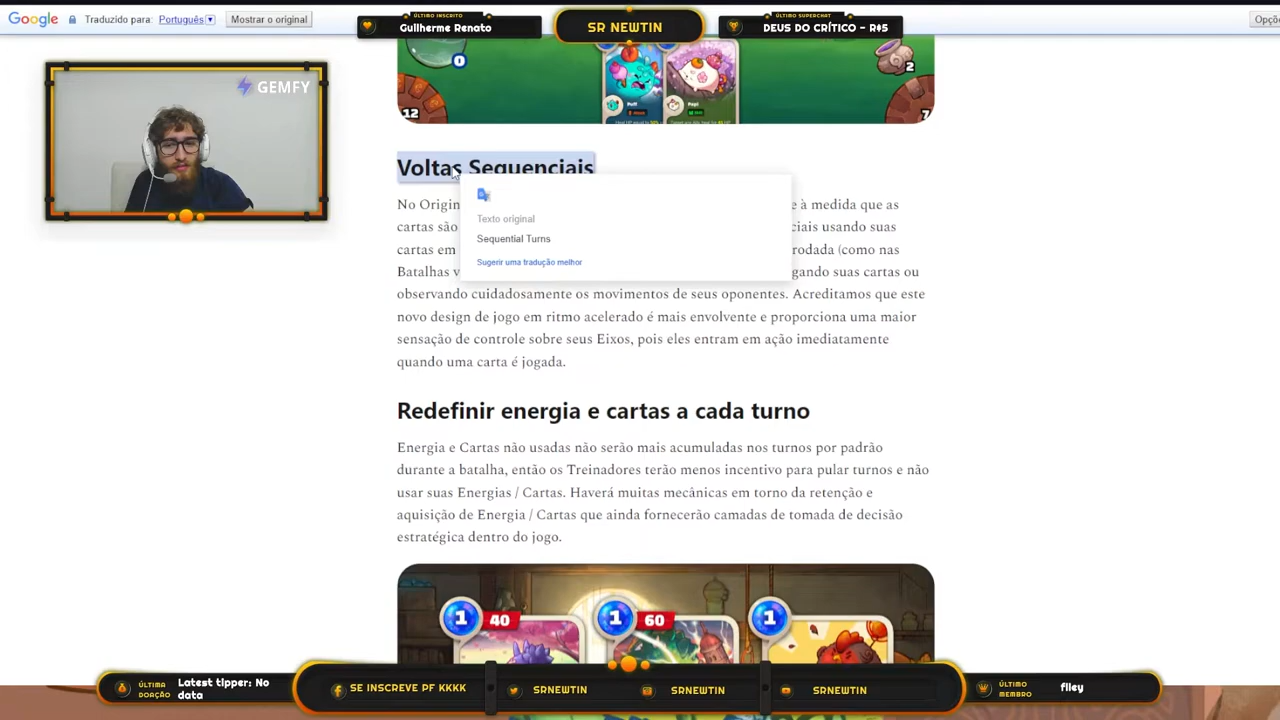 Google Traduzido para: Português Mostrar o original Opçõe
ÚLTIMO INSCRITO
Guilherme Renato
SR NEWTIN
ÚLTIMO SUPERCHAT
DEUS DO CRÍTICO - R$5
GEMFY
0
2
12
7
Voltas Sequenciais
Texto original
Sequential Turns
Sugerir uma tradução melhor
No Origin e à medida que as
cartas são ciais usando suas
cartas em rodada (como nas
Batalhas v gando suas cartas ou
observando cuidadosamente os movimentos de seus oponentes. Acreditamos que este
novo design de jogo em ritmo acelerado é mais envolvente e proporciona uma maior
sensação de controle sobre seus Eixos, pois eles entram em ação imediatamente
quando uma carta é jogada.
Redefinir energia e cartas a cada turno
Energia e Cartas não usadas não serão mais acumuladas nos turnos por padrão
durante a batalha, então os Treinadores terão menos incentivo para pular turnos e não
usar suas Energias / Cartas. Haverá muitas mecânicas em torno da retenção e
aquisição de Energia / Cartas que ainda fornecerão camadas de tomada de decisão
estratégica dentro do jogo.
1 40 1 60 1
ÚLTIMA
DOAÇÃO
Latest tipper: No
data
SE INSCREVE PF KKKK
SRNEWTIN
SRNEWTIN
SRNEWTIN
ÚLTIMO
MEMBRO